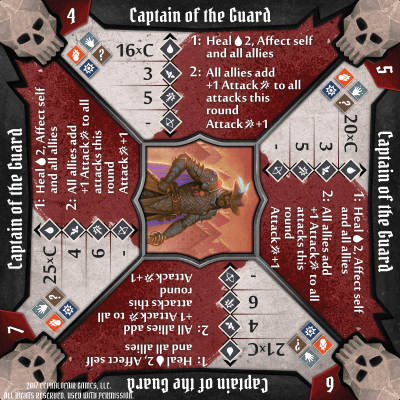 4
Captain of the Guard
16xC
3
5
-
1: Heal 2, Affect self
and all allies
2: All allies add
+1 Attack to all
attacks this
round
Attack +1
5
Captain of the Guard
20xC
3
5
-
1: Heal 2, Affect self
and all allies
2: All allies add
+1 Attack to all
attacks this
round
Attack +1
6
Captain of the Guard
21xC
4
6
-
1: Heal 2, Affect self
and all allies
2: All allies add
+1 Attack to all
attacks this
round
Attack +1
7
Captain of the Guard
25xC
4
6
-
1: Heal 2, Affect self
and all allies
2: All allies add
+1 Attack to all
attacks this
round
Attack +1
2017 CEPHALOFAIR GAMES, LLC.
ALL RIGHTS RESERVED. USED WITH PERMISSION.